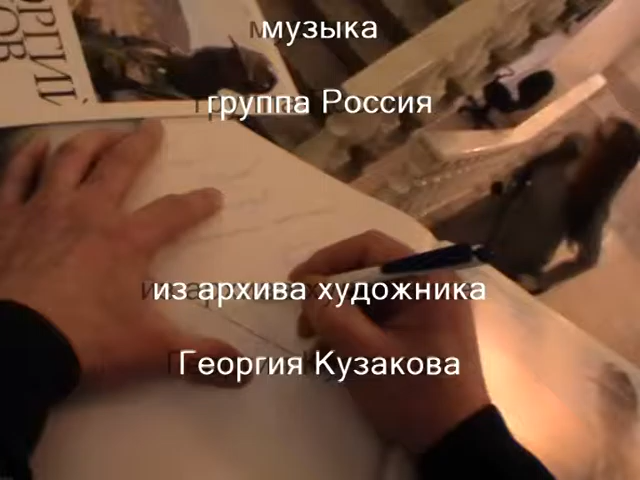 музыка
группа Россия
из архива художника
Георгия Кузакова